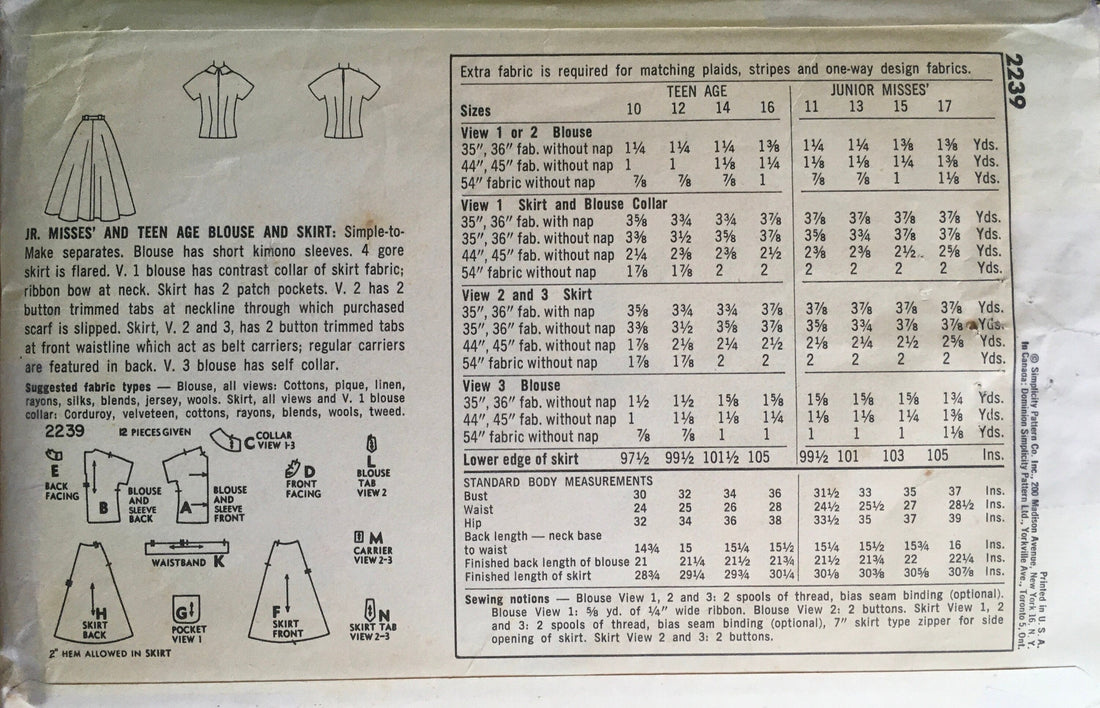 JR. MISSES' AND TEEN AGE BLOUSE AND SKIRT: Simple-to-
Make separates. Blouse has short kimono sleeves. 4 gore
skirt is flared. V. 1 blouse has contrast collar of skirt fabric;
ribbon bow at neck. Skirt has 2 patch pockets. V. 2 has 2
button trimmed tabs at neckline through which purchased
scarf is slipped. Skirt, V. 2 and 3, has 2 button trimmed tabs
at front waistline which act as belt carriers; regular carriers
are featured in back. V. 3 blouse has self collar.
Suggested fabric types — Blouse, all views: Cottons, pique, linen,
rayons, silks, blends, jersey, wools. Skirt, all views and V. 1 blouse
collar: Corduroy, velveteen, cottons, rayons, blends, wools, tweed.
2239 12 PIECES GIVEN
C COLLAR VIEW 1-3
E BACK FACING
B BLOUSE AND SLEEVE BACK
A BLOUSE AND SLEEVE FRONT
D FRONT FACING
L BLOUSE TAB VIEW 2
H SKIRT BACK
WAISTBAND K
G POCKET VIEW 1
F SKIRT FRONT
M CARRIER VIEW 2-3
N SKIRT TAB VIEW 2-3
2" HEM ALLOWED IN SKIRT
Extra fabric is required for matching plaids, stripes and one-way design fabrics.
TEEN AGE JUNIOR MISSES'
Sizes 10 12 14 16 11 13 15 17
View 1 or 2 Blouse
35", 36" fab. without nap 1¼ 1¼ 1¼ 1⅜ 1¼ 1¼ 1⅜ 1⅜ Yds.
44", 45" fab. without nap 1 1 1⅛ 1¼ 1⅛ 1⅛ 1¼ 1⅜ Yds.
54" fabric without nap ⅞ ⅞ ⅞ 1 ⅞ ⅞ 1 1⅛ Yds.
View 1 Skirt and Blouse Collar
35", 36" fab. with nap 3⅝ 3¾ 3¾ 3⅞ 3⅞ 3⅞ 3⅞ 3⅞ Yds.
35", 36" fab. without nap 3⅜ 3½ 3⅝ 3⅞ 3⅝ 3¾ 3⅞ 3⅞ Yds.
44", 45" fab. without nap 2¼ 2⅜ 2⅜ 2½ 2⅜ 2⅜ 2½ 2⅝ Yds.
54" fabric without nap 1⅞ 1⅞ 2 2 2 2 2 2 Yds.
View 2 and 3 Skirt
35", 36" fab. with nap 3⅝ 3¾ 3¾ 3⅞ 3⅞ 3⅞ 3⅞ 3⅞ Yds.
35", 36" fab. without nap 3⅜ 3½ 3⅝ 3⅞ 3⅝ 3¾ 3⅞ 3⅞ Yds.
44", 45" fab. without nap 1⅞ 2⅛ 2¼ 2½ 2⅛ 2¼ 2½ 2⅝ Yds.
54" fabric without nap 1⅞ 1⅞ 2 2 2 2 2 2 Yds.
View 3 Blouse
35", 36" fab. without nap 1½ 1½ 1⅝ 1⅝ 1⅝ 1⅝ 1⅝ 1¾ Yds.
44", 45" fab. without nap 1 1⅛ 1⅛ 1¼ 1⅛ 1⅛ 1¼ 1⅜ Yds.
54" fabric without nap ⅞ ⅞ 1 1 1 1 1 1⅛ Yds.
Lower edge of skirt 97½ 99½ 101½ 105 99½ 101 103 105 Ins.
STANDARD BODY MEASUREMENTS
Bust 30 32 34 36 31½ 33 35 37 Ins.
Waist 24 25 26 28 24½ 25½ 27 28½ Ins.
Hip 32 34 36 38 33½ 35 37 39 Ins.
Back length — neck base
to waist 14¾ 15 15¼ 15½ 15¼ 15½ 15¾ 16 Ins.
Finished back length of blouse 21 21¼ 21½ 21¾ 21½ 21¾ 22 22¼ Ins.
Finished length of skirt 28¾ 29¼ 29¾ 30¼ 30⅛ 30⅜ 30⅝ 30⅞ Ins.
Sewing notions — Blouse View 1, 2 and 3: 2 spools of thread, bias seam binding (optional).
Blouse View 1: ⅝ yd. of ¼" wide ribbon. Blouse View 2: 2 buttons. Skirt View 1, 2
and 3: 2 spools of thread, bias seam binding (optional), 7" skirt type zipper for side
opening of skirt. Skirt View 2 and 3: 2 buttons.
2239
© Simplicity Pattern Co. Inc., 200 Madison Avenue, New York 16, N. Y.
In Canada: Dominion Simplicity Pattern Ltd., Yorkville Ave., Toronto 5, Ont.
Printed in U. S. A.